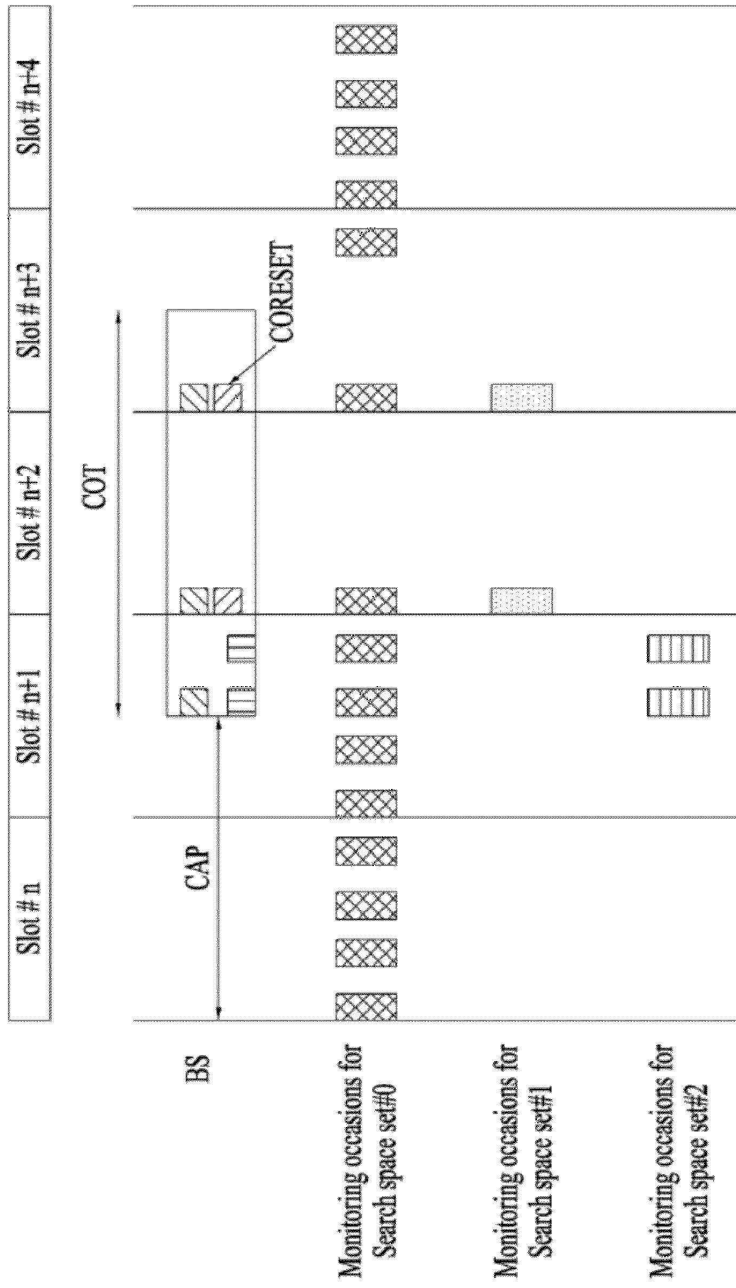 Slot # n
Slot # n+1
Slot # n+2
Slot # n+3
Slot # n+4
COT
BS
CAP
CORESET
Monitoring occasions for
Search space set#0
Monitoring occasions for
Search space set#1
Monitoring occasions for
Search space set#2